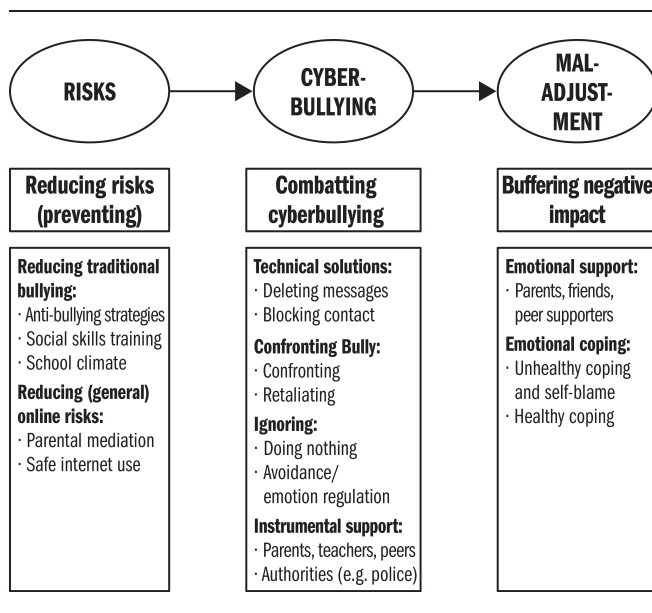 RISKS
CYBER-
BULLYING
MAL-
ADJUST-
MENT
Reducing risks
(preventing)
Combatting
cyberbullying
Buffering negative
impact
Reducing traditional
bullying:
· Anti-bullying strategies
· Social skills training
· School climate
Reducing (general)
online risks:
· Parental mediation
· Safe internet use
Technical solutions:
· Deleting messages
· Blocking contact
Confronting Bully:
· Confronting
· Retaliating
Ignoring:
· Doing nothing
· Avoidance/
emotion regulation
Instrumental support:
· Parents, teachers, peers
· Authorities (e.g. police)
Emotional support:
· Parents, friends,
peer supporters
Emotional coping:
· Unhealthy coping
and self-blame
· Healthy coping